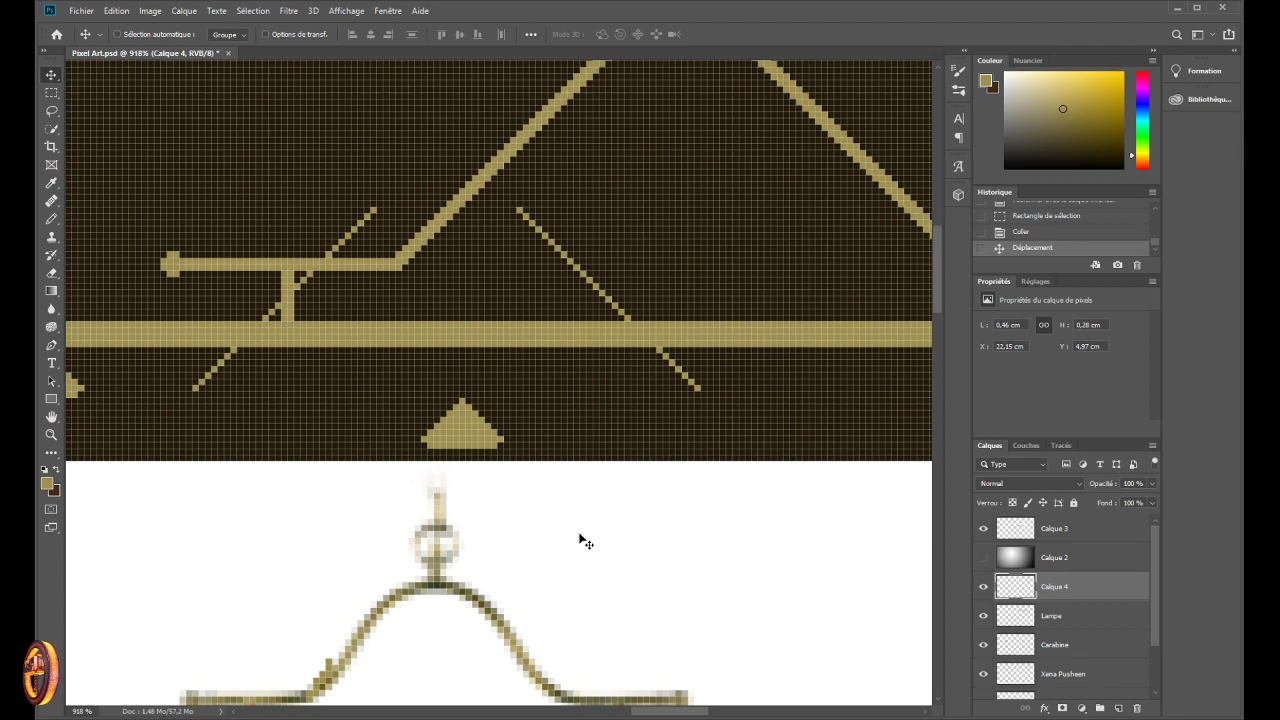 Ps Fichier Edition Image Calque Texte Sélection Filtre 3D Affichage Fenêtre Aide
Sélection automatique : Groupe Options de transf. Mode 3D :
Pixel Art.psd @ 918% (Calque 4, RVB/8) *
Couleur Nuancier
Formation
Bibliothèqu...
Historique
Rectangle de sélection
Coller
Déplacement
Propriétés Réglages
Propriétés du calque de pixels
L : 0,46 cm H : 0,28 cm
X : 22,15 cm Y : 4,97 cm
Calques Couches Tracés
Type
Normal Opacité : 100 %
Verrou : Fond : 100 %
Calque 3
Calque 2
Calque 4
Lampe
Carabine
Xena Pusheen
918 % Doc : 1,48 Mo/57,2 Mo